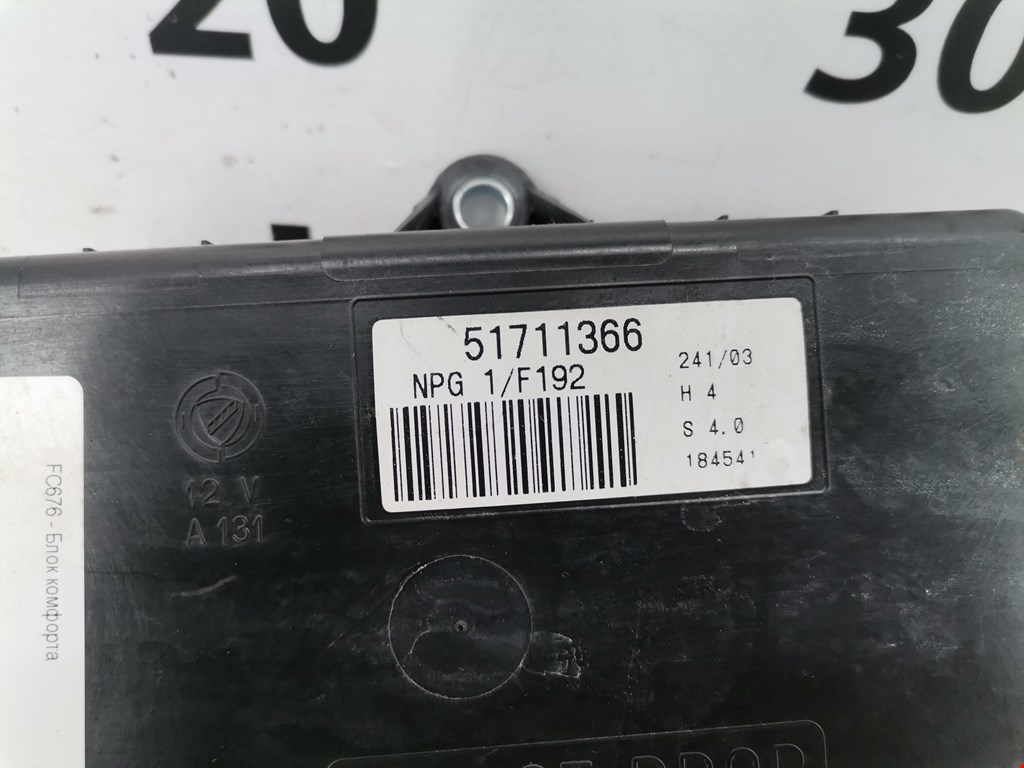 20
30
51711366
NPG 1/F192
241/03
H 4
S 4.0
184541
12 V
A 131
FC676 - Блок комфорта